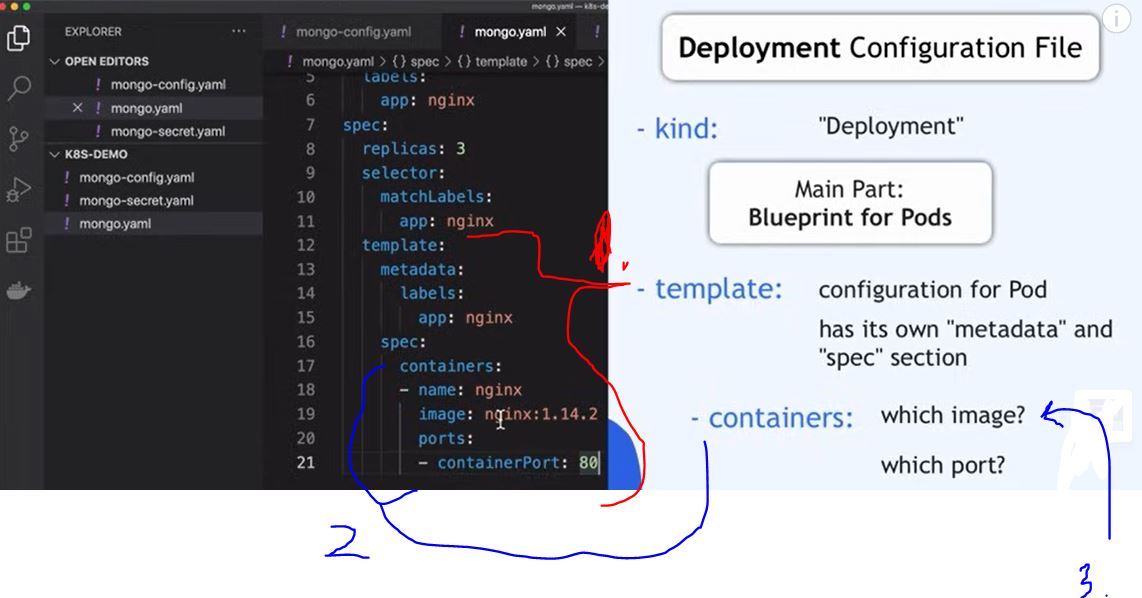 mongo.yaml — k8s-de
EXPLORER
OPEN EDITORS
! mongo-config.yaml
× ! mongo.yaml
! mongo-secret.yaml
K8S-DEMO
! mongo-config.yaml
! mongo-secret.yaml
! mongo.yaml
! mongo-config.yaml ! mongo.yaml × !
! mongo.yaml > {} spec > {} template > {} spec >
5 labels:
6 app: nginx
7 spec:
8 replicas: 3
9 selector:
10 matchLabels:
11 app: nginx
12 template:
13 metadata:
14 labels:
15 app: nginx
16 spec:
17 containers:
18 - name: nginx
19 image: nginx:1.14.2
20 ports:
21 - containerPort: 80
Deployment Configuration File
- kind: "Deployment"
Main Part:
Blueprint for Pods
- template: configuration for Pod
has its own "metadata" and
"spec" section
- containers: which image?
which port?
2
3.